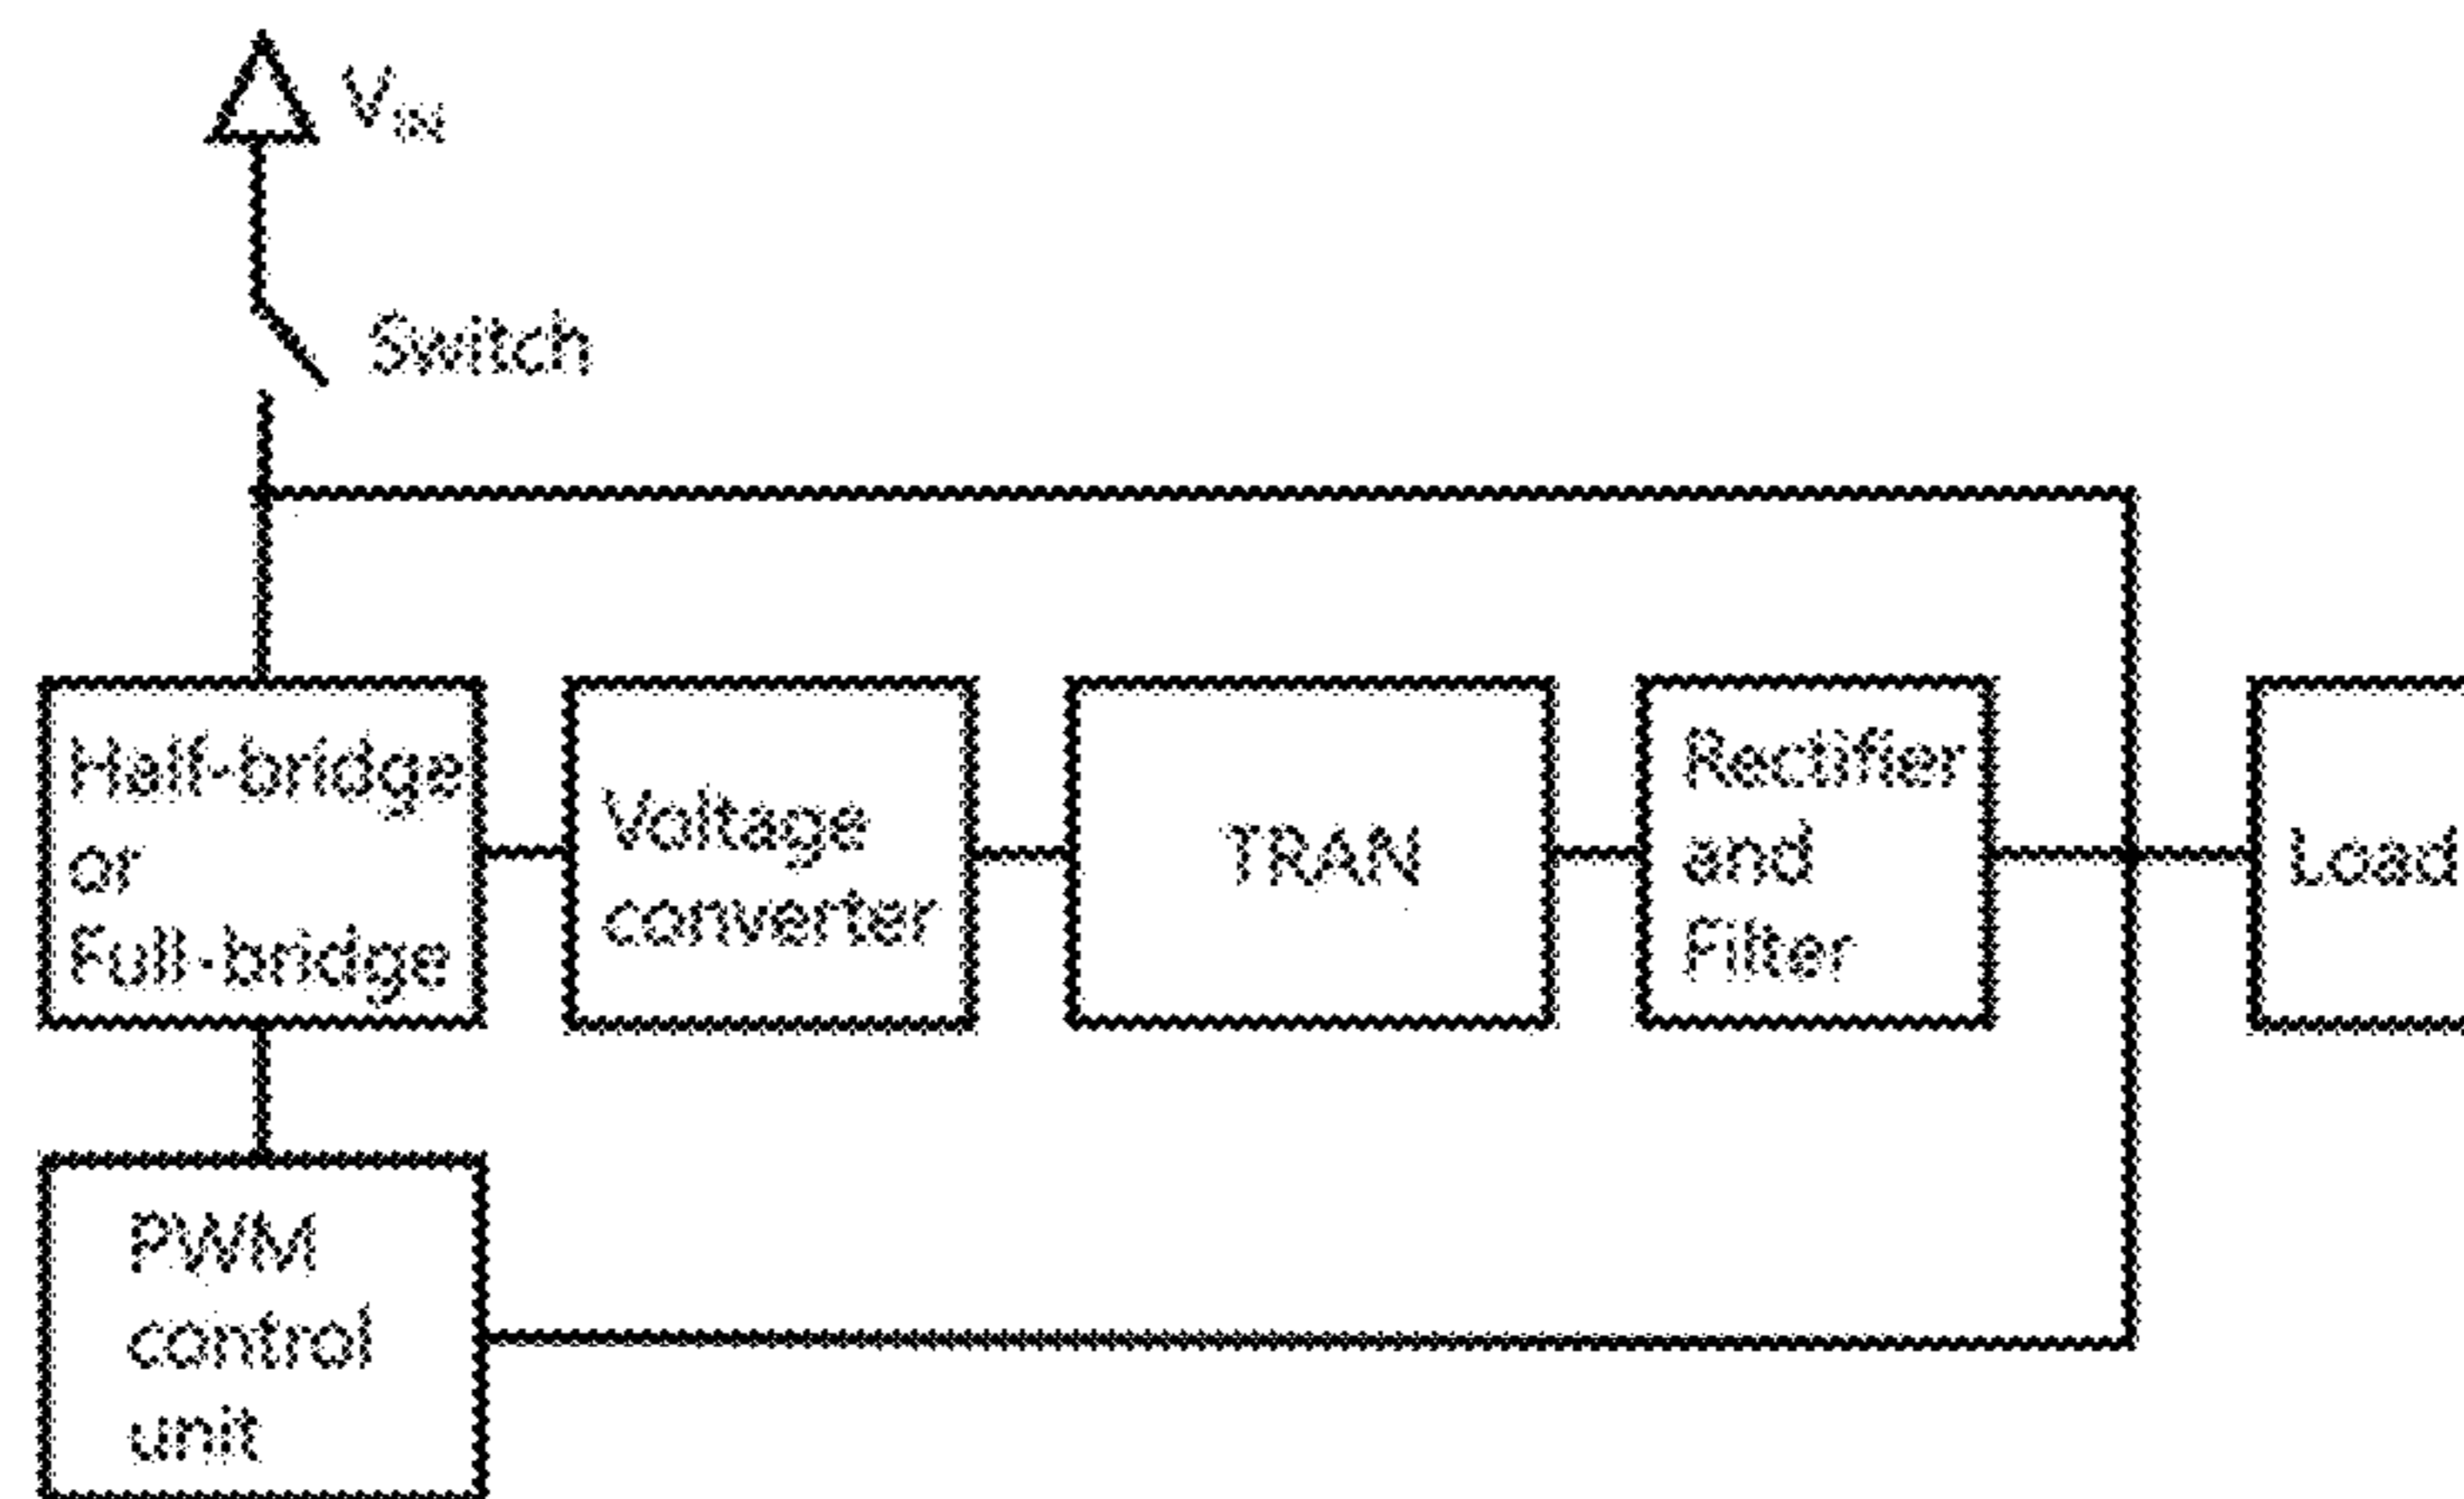 VIN
Switch
Half-bridge
or
Full-bridge
Voltage
converter
TRAN
Rectifier
and
Filter
Load
PWM
control
unit